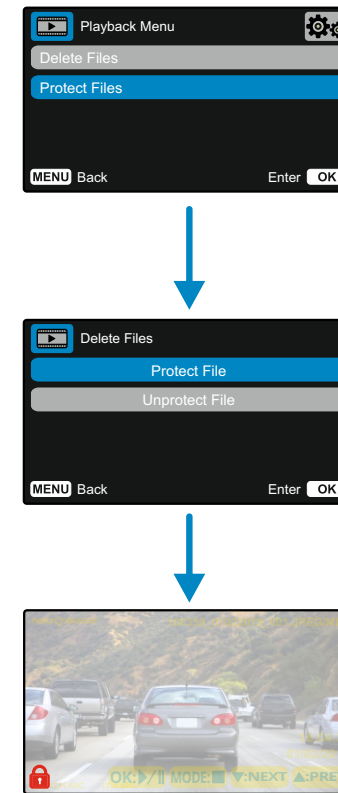 Playback Menu
Delete Files
Protect Files
MENU Back Enter OK
Delete Files
Protect File
Unprotect File
MENU Back Enter OK
OK:▶/|| MODE:■ ▼:NEXT ▲:PRE